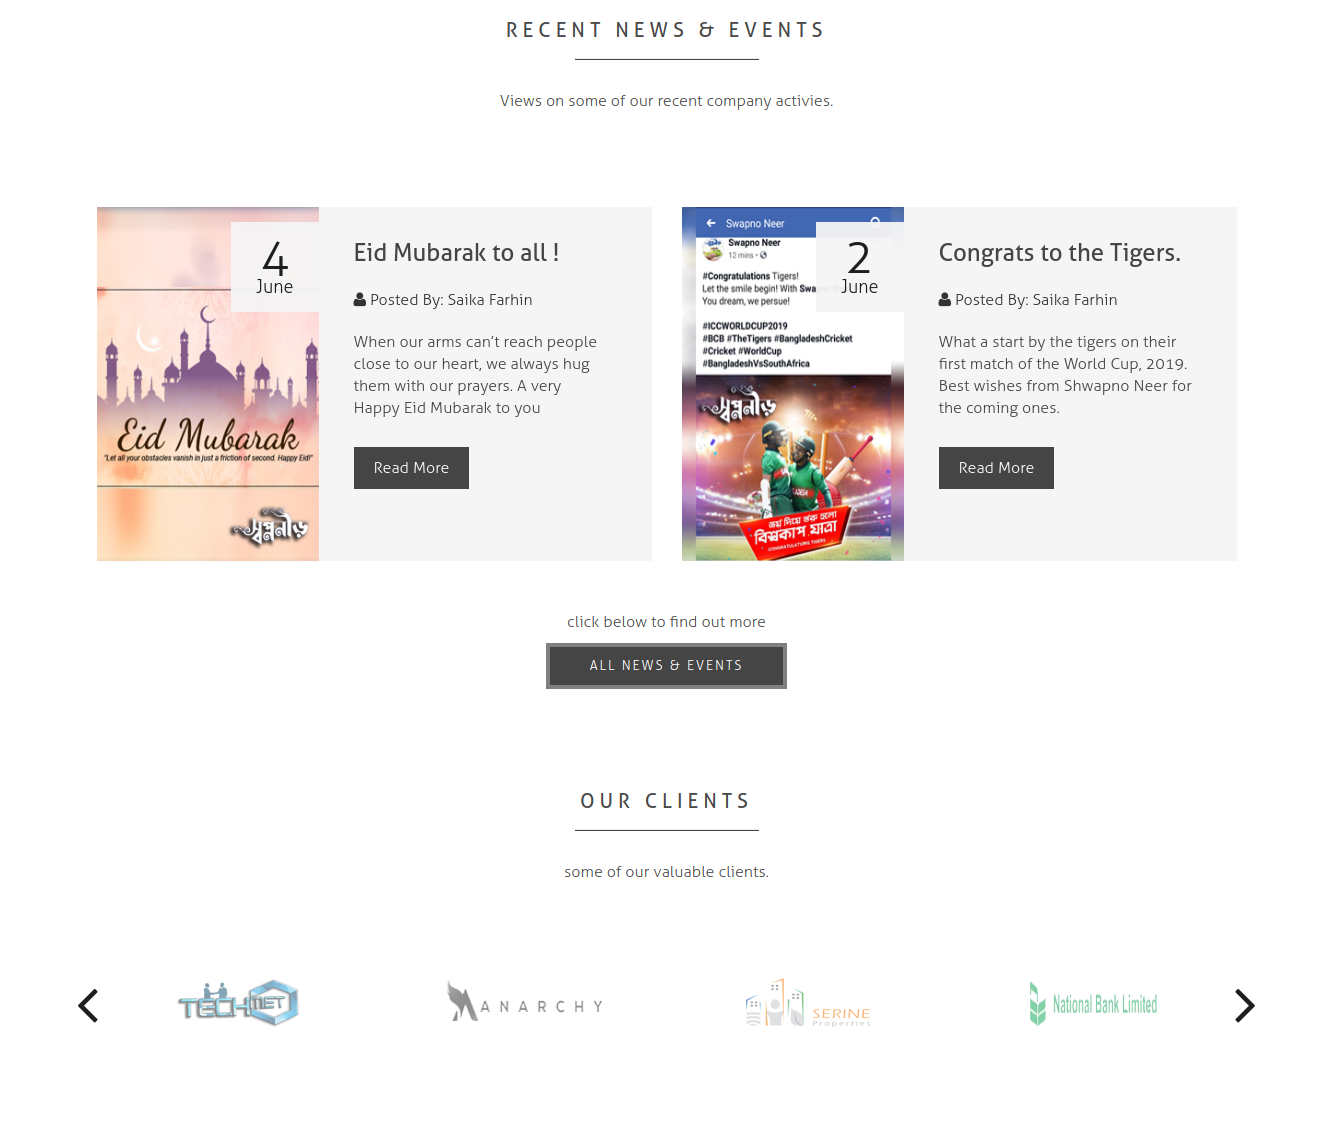 RECENT NEWS & EVENTS
Views on some of our recent company activies.
4
June
Eid Mubarak
"Let all your obstacles vanish in just a friction of second. Happy Eid!"
স্বপ্ননীড়
Eid Mubarak to all !
Posted By: Saika Farhin
When our arms can't reach people
close to our heart, we always hug
them with our prayers. A very
Happy Eid Mubarak to you
Read More
Swapno Neer
Swapno Neer
12 mins
2
June
#Congratulations Tigers!
Let the smile begin! With
You dream, we persue!
#ICCWORLDCUP2019
#BCB #TheTigers #BangladeshCricket
#Cricket #WorldCup
#BangladeshVsSouthAfrica
স্বপ্ননীড়
জয় দিয়ে শুরু হলো
বিশ্বকাপ যাত্রা
CONGRATULATIONS TIGERS
Congrats to the Tigers.
Posted By: Saika Farhin
What a start by the tigers on their
first match of the World Cup, 2019.
Best wishes from Shwapno Neer for
the coming ones.
Read More
click below to find out more
ALL NEWS & EVENTS
OUR CLIENTS
some of our valuable clients.
TECHNET
ANARCHY
SERINE
Properties
National Bank Limited